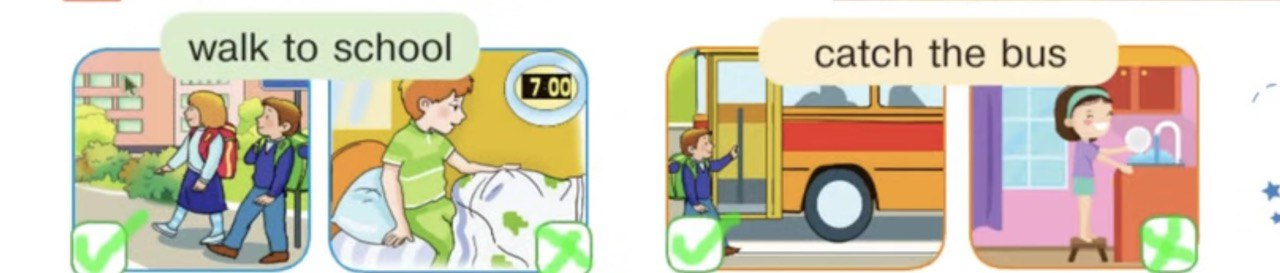 walk to school
catch the bus
7:00